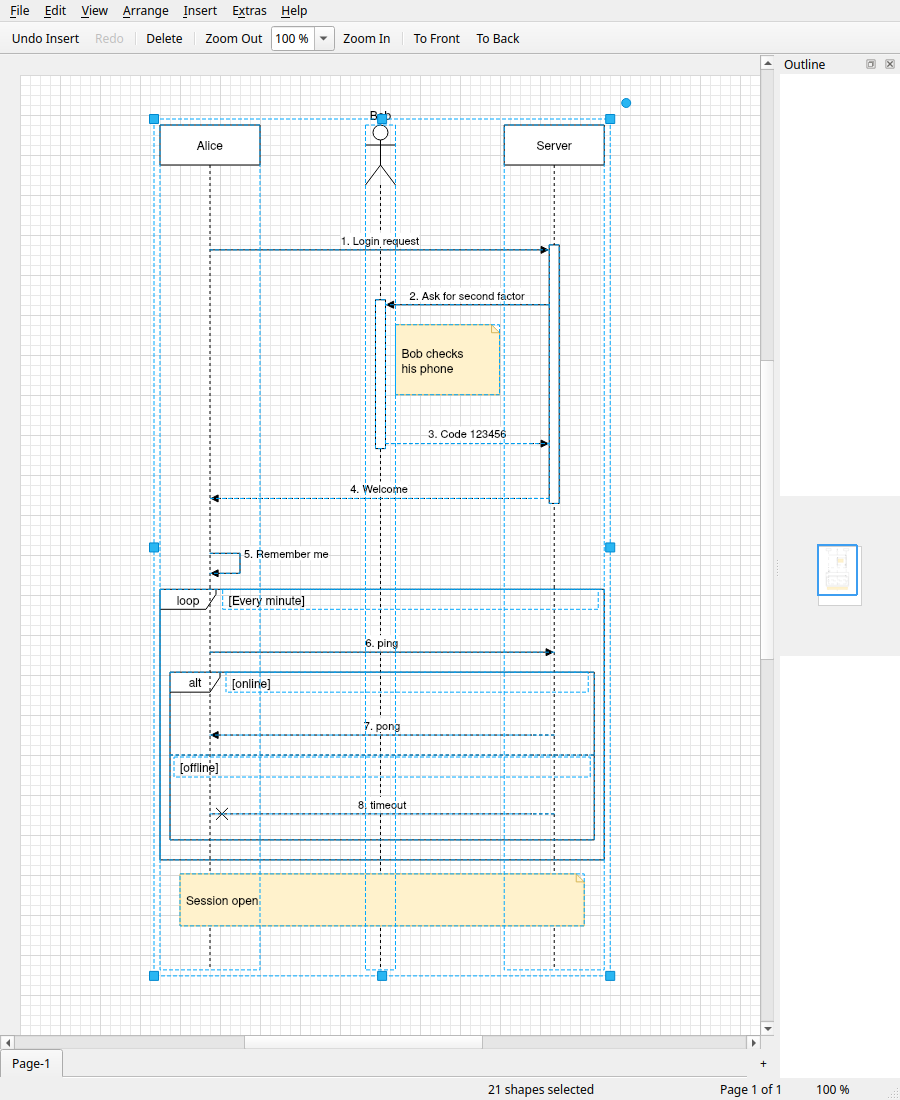 File Edit View Arrange Insert Extras Help
Undo Insert Redo Delete Zoom Out 100 % Zoom In To Front To Back
Outline
Bob
Alice
Server
1. Login request
2. Ask for second factor
Bob checks
his phone
3. Code 123456
4. Welcome
5. Remember me
loop [Every minute]
6. ping
alt [online]
7. pong
[offline]
8. timeout
Session open
Page-1 +
21 shapes selected Page 1 of 1 100 %